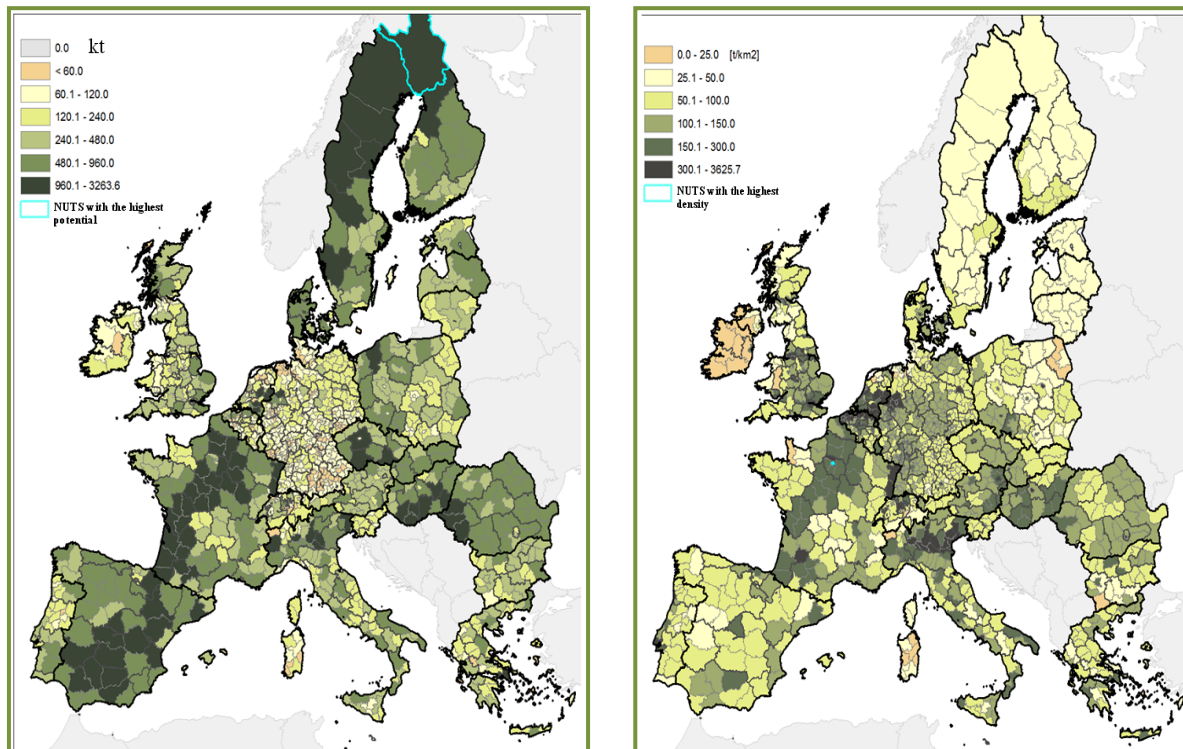 0.0 kt
< 60.0
60.1 - 120.0
120.1 - 240.0
240.1 - 480.0
480.1 - 960.0
960.1 - 3263.6
NUTS with the highest
potential
0.0 - 25.0 [t/km2]
25.1 - 50.0
50.1 - 100.0
100.1 - 150.0
150.1 - 300.0
300.1 - 3625.7
NUTS with the highest
density